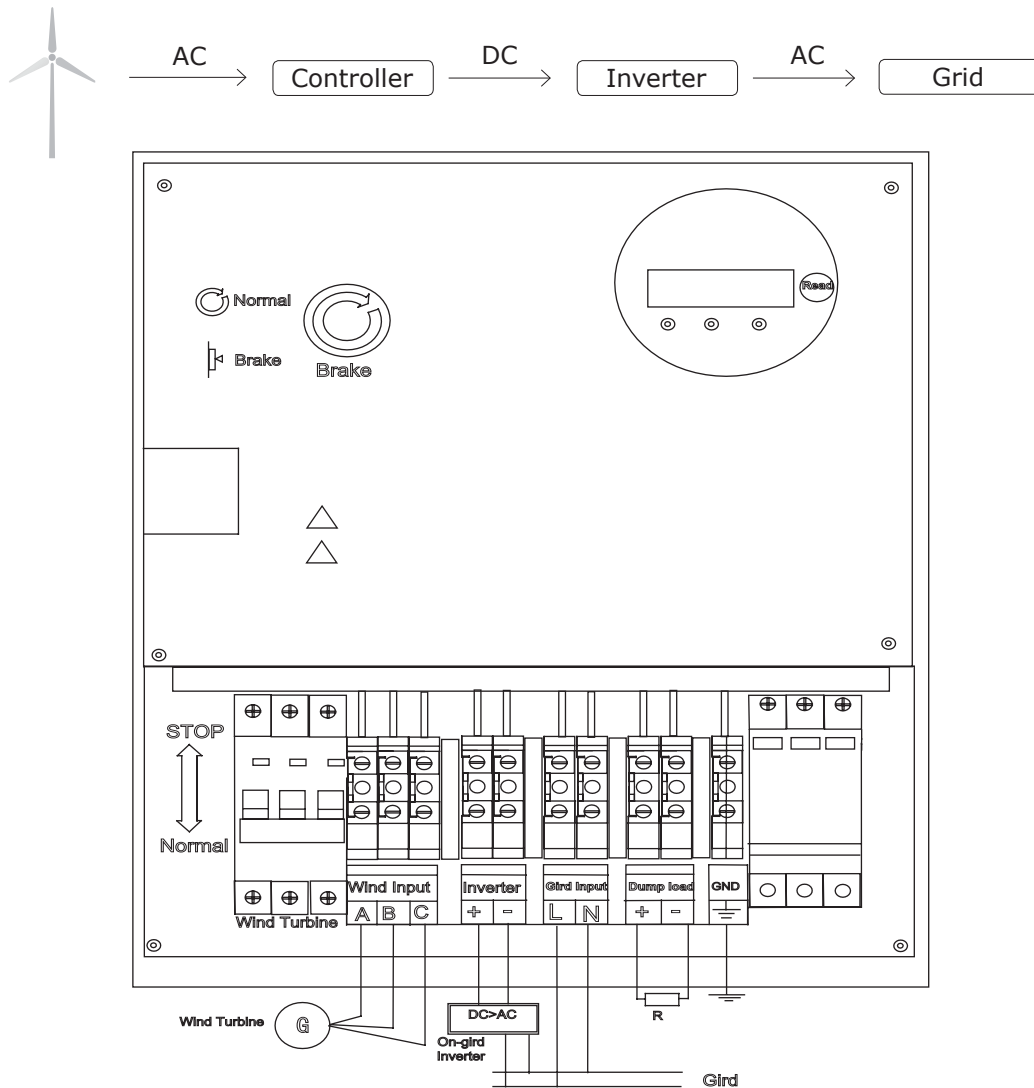 AC
DC
AC
Controller
Inverter
Grid
Normal
Brake
Brake
Read
STOP
Normal
Wind Turbine
Wind Input
Inverter
Gird Input
Dump load
GND
A B C
+ -
L N
+ -
Wind Turbine
G
DC>AC
On-gird
Inverter
R
Gird